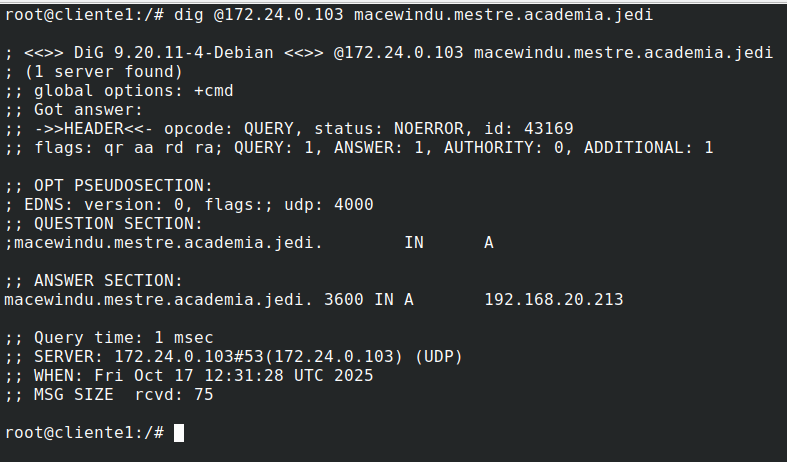 root@cliente1:/# dig @172.24.0.103 macewindu.mestre.academia.jedi
; <<>> DiG 9.20.11-4-Debian <<>> @172.24.0.103 macewindu.mestre.academia.jedi
; (1 server found)
;; global options: +cmd
;; Got answer:
;; ->>HEADER<<- opcode: QUERY, status: NOERROR, id: 43169
;; flags: qr aa rd ra; QUERY: 1, ANSWER: 1, AUTHORITY: 0, ADDITIONAL: 1
;; OPT PSEUDOSECTION:
; EDNS: version: 0, flags:; udp: 4000
;; QUESTION SECTION:
;macewindu.mestre.academia.jedi. IN A
;; ANSWER SECTION:
macewindu.mestre.academia.jedi. 3600 IN A 192.168.20.213
;; Query time: 1 msec
;; SERVER: 172.24.0.103#53(172.24.0.103) (UDP)
;; WHEN: Fri Oct 17 12:31:28 UTC 2025
;; MSG SIZE rcvd: 75
root@cliente1:/#